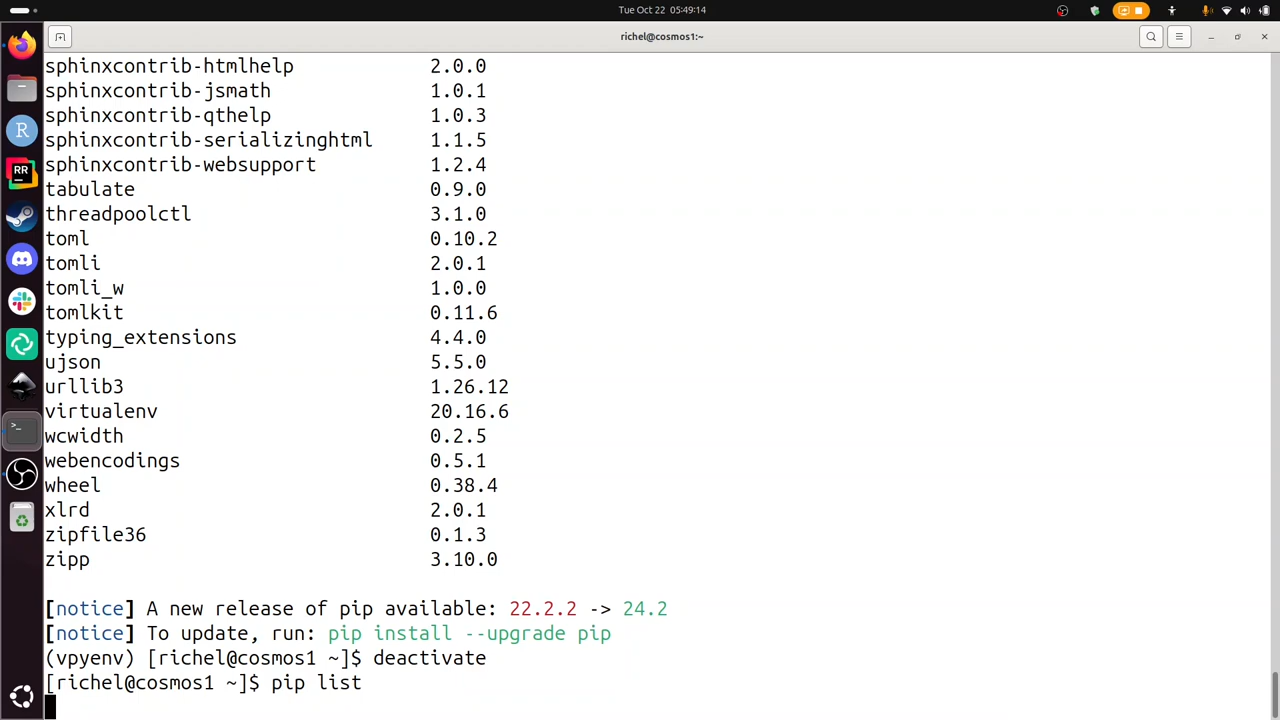 Tue Oct 22 05:49:14
richel@cosmos1:~
sphinxcontrib-htmlhelp 2.0.0
sphinxcontrib-jsmath 1.0.1
sphinxcontrib-qthelp 1.0.3
sphinxcontrib-serializinghtml 1.1.5
sphinxcontrib-websupport 1.2.4
tabulate 0.9.0
threadpoolctl 3.1.0
toml 0.10.2
tomli 2.0.1
tomli_w 1.0.0
tomlkit 0.11.6
typing_extensions 4.4.0
ujson 5.5.0
urllib3 1.26.12
virtualenv 20.16.6
wcwidth 0.2.5
webencodings 0.5.1
wheel 0.38.4
xlrd 2.0.1
zipfile36 0.1.3
zipp 3.10.0
[notice] A new release of pip available: 22.2.2 -> 24.2
[notice] To update, run: pip install --upgrade pip
(vpyenv) [richel@cosmos1 ~]$ deactivate
[richel@cosmos1 ~]$ pip list
R
RR
>_